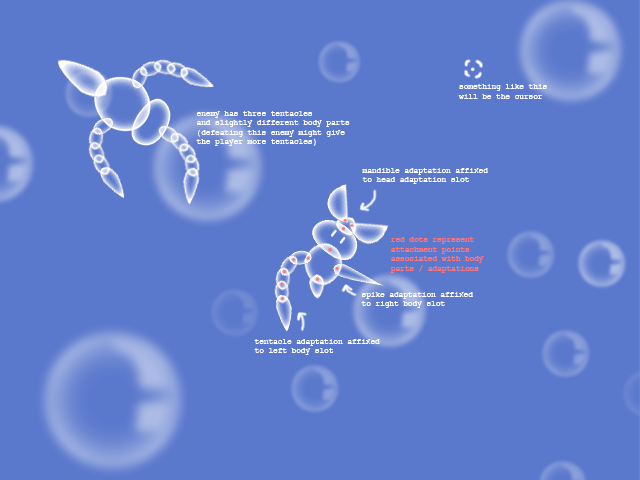 something like this
will be the cursor
enemy has three tentacles
and slightly different body parts
(defeating this enemy might give
the player more tentacles)
mandible adaptation affixed
to head adaptation slot
red dots represent
attachment points
associated with body
parts / adaptations
spike adaptation affixed
to right body slot
tentacle adaptation affixed
to left body slot